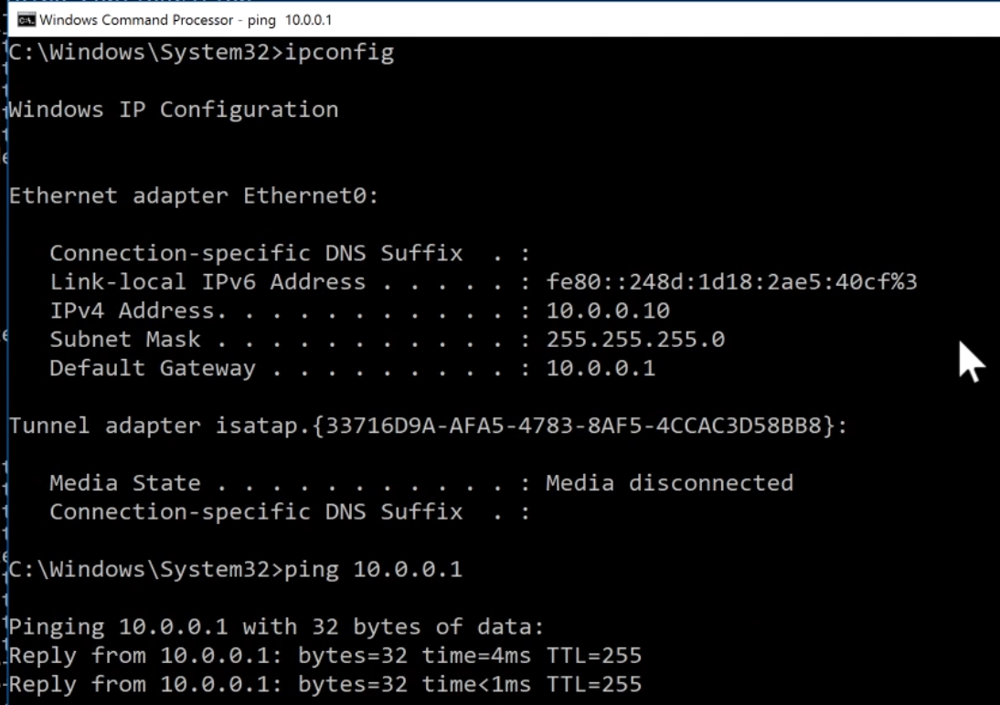 Windows Command Processor - ping 10.0.0.1
C:\Windows\System32>ipconfig
Windows IP Configuration
Ethernet adapter Ethernet0:
Connection-specific DNS Suffix . :
Link-local IPv6 Address . . . . . : fe80::248d:1d18:2ae5:40cf%3
IPv4 Address. . . . . . . . . . . : 10.0.0.10
Subnet Mask . . . . . . . . . . . : 255.255.255.0
Default Gateway . . . . . . . . . : 10.0.0.1
Tunnel adapter isatap.{33716D9A-AFA5-4783-8AF5-4CCAC3D58BB8}:
Media State . . . . . . . . . . . : Media disconnected
Connection-specific DNS Suffix . :
C:\Windows\System32>ping 10.0.0.1
Pinging 10.0.0.1 with 32 bytes of data:
Reply from 10.0.0.1: bytes=32 time=4ms TTL=255
Reply from 10.0.0.1: bytes=32 time<1ms TTL=255